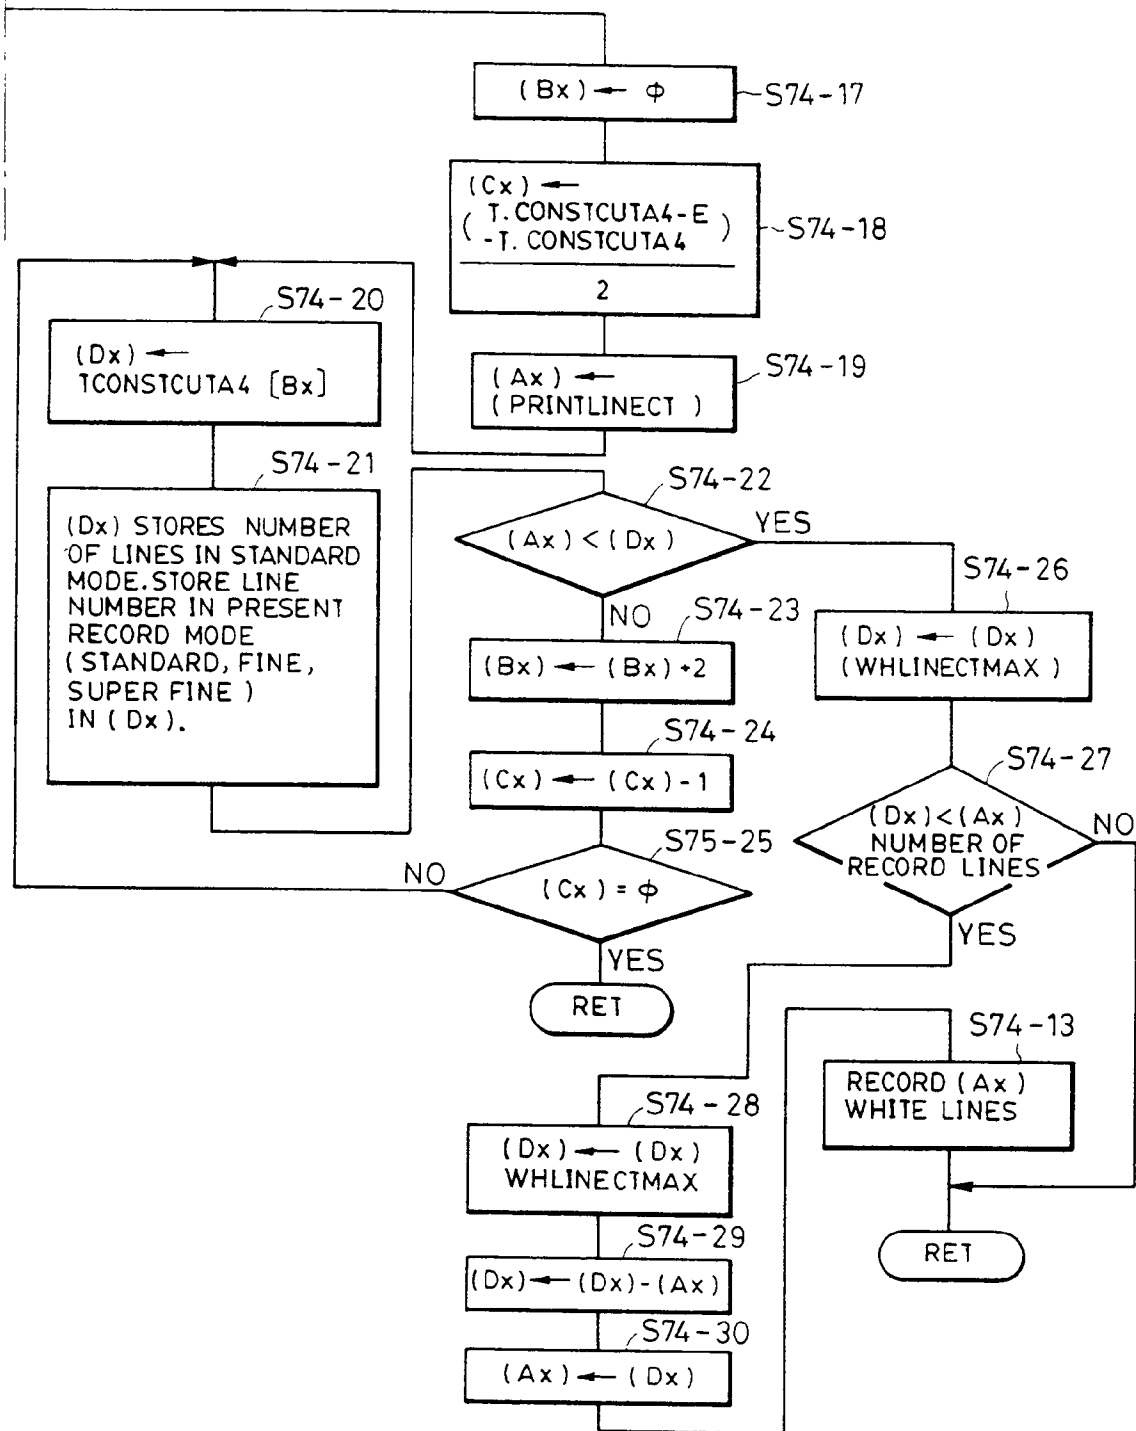 (Bx) ← ϕ
S74-17
(Cx) ←
( T.CONSTCUTA4-E
-T. CONSTCUTA4 )
2
S74-18
(Ax) ←
(PRINTLINECT)
S74-19
S74-20
(Dx) ←
TCONSTCUTA4 [Bx]
S74-21
(Dx) STORES NUMBER
OF LINES IN STANDARD
MODE.STORE LINE
NUMBER IN PRESENT
RECORD MODE
(STANDARD, FINE,
SUPER FINE)
IN (Dx).
S74-22
(Ax) < (Dx)
YES
NO
S74-23
(Bx) ← (Bx)+2
S74-24
(Cx) ← (Cx)-1
S75-25
(Cx) = ϕ
NO
YES
RET
S74-26
(Dx) ← (Dx)
(WHLINECTMAX)
S74-27
(Dx)<(Ax)
NUMBER OF
RECORD LINES
NO
YES
S74-28
(Dx) ← (Dx)
WHLINECTMAX
S74-29
(Dx) ← (Dx)-(Ax)
S74-30
(Ax) ← (Dx)
S74-13
RECORD (Ax)
WHITE LINES
RET